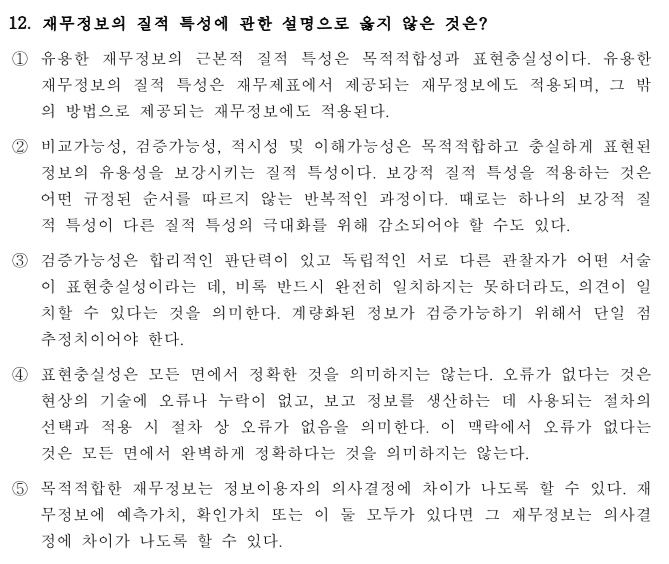 12. 재무정보의 질적 특성에 관한 설명으로 옳지 않은 것은?
① 유용한 재무정보의 근본적 질적 특성은 목적적합성과 표현충실성이다. 유용한
재무정보의 질적 특성은 재무제표에서 제공되는 재무정보에도 적용되며, 그 밖
의 방법으로 제공되는 재무정보에도 적용된다.
② 비교가능성, 검증가능성, 적시성 및 이해가능성은 목적적합하고 충실하게 표현된
정보의 유용성을 보강시키는 질적 특성이다. 보강적 질적 특성을 적용하는 것은
어떤 규정된 순서를 따르지 않는 반복적인 과정이다. 때로는 하나의 보강적 질
적 특성이 다른 질적 특성의 극대화를 위해 감소되어야 할 수도 있다.
③ 검증가능성은 합리적인 판단력이 있고 독립적인 서로 다른 관찰자가 어떤 서술
이 표현충실성이라는 데, 비록 반드시 완전히 일치하지는 못하더라도, 의견이 일
치할 수 있다는 것을 의미한다. 계량화된 정보가 검증가능하기 위해서 단일 점
추정치이어야 한다.
④ 표현충실성은 모든 면에서 정확한 것을 의미하지는 않는다. 오류가 없다는 것은
현상의 기술에 오류나 누락이 없고, 보고 정보를 생산하는 데 사용되는 절차의
선택과 적용 시 절차 상 오류가 없음을 의미한다. 이 맥락에서 오류가 없다는
것은 모든 면에서 완벽하게 정확하다는 것을 의미하지는 않는다.
⑤ 목적적합한 재무정보는 정보이용자의 의사결정에 차이가 나도록 할 수 있다. 재
무정보에 예측가치, 확인가치 또는 이 둘 모두가 있다면 그 재무정보는 의사결
정에 차이가 나도록 할 수 있다.